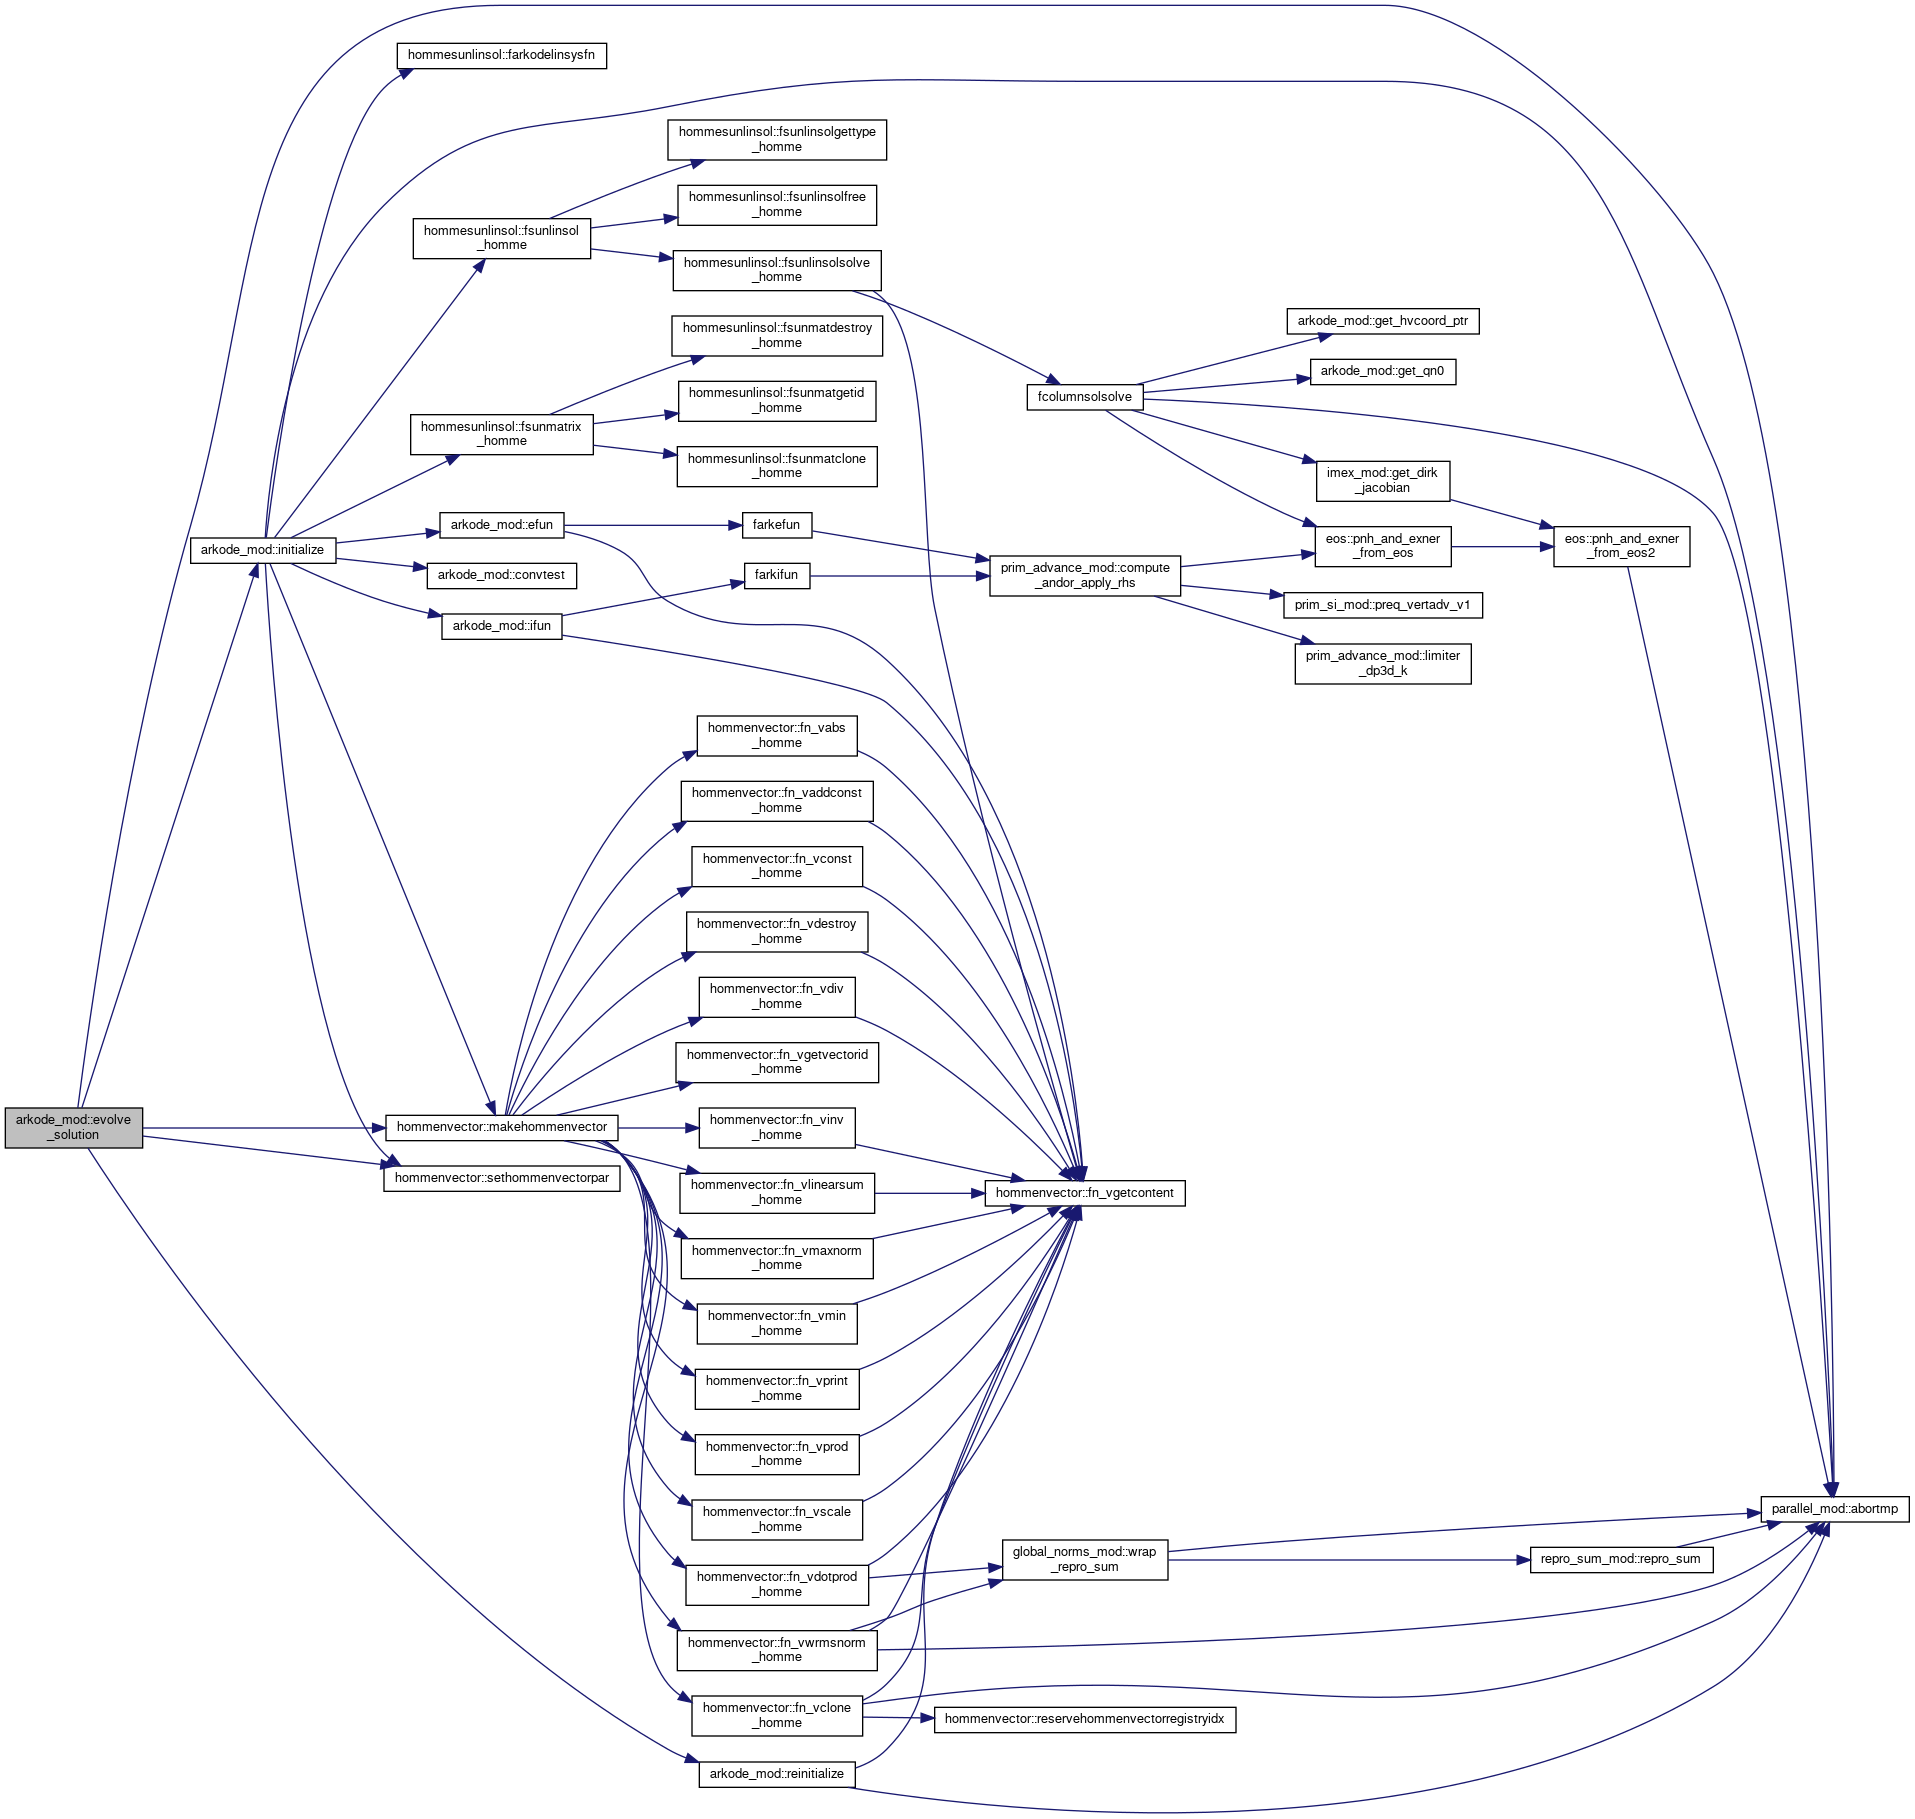 hommesunlinsol::farkodelinsysfn
hommesunlinsol::fsunlinsolgettype
_homme
hommesunlinsol::fsunlinsolfree
_homme
hommesunlinsol::fsunlinsol
_homme
hommesunlinsol::fsunlinsolsolve
_homme
hommesunlinsol::fsunmatdestroy
_homme
arkode_mod::get_hvcoord_ptr
arkode_mod::get_qn0
hommesunlinsol::fsunmatgetid
_homme
fcolumnsolsolve
hommesunlinsol::fsunmatrix
_homme
hommesunlinsol::fsunmatclone
_homme
imex_mod::get_dirk
_jacobian
arkode_mod::initialize
arkode_mod::efun
farkefun
eos::pnh_and_exner
_from_eos
eos::pnh_and_exner
_from_eos2
arkode_mod::convtest
farkifun
prim_advance_mod::compute
_andor_apply_rhs
prim_si_mod::preq_vertadv_v1
arkode_mod::ifun
prim_advance_mod::limiter
_dp3d_k
hommenvector::fn_vabs
_homme
hommenvector::fn_vaddconst
_homme
hommenvector::fn_vconst
_homme
hommenvector::fn_vdestroy
_homme
hommenvector::fn_vdiv
_homme
hommenvector::fn_vgetvectorid
_homme
arkode_mod::evolve
_solution
hommenvector::makehommenvector
hommenvector::fn_vinv
_homme
hommenvector::sethommenvectorpar
hommenvector::fn_vlinearsum
_homme
hommenvector::fn_vgetcontent
hommenvector::fn_vmaxnorm
_homme
hommenvector::fn_vmin
_homme
hommenvector::fn_vprint
_homme
hommenvector::fn_vprod
_homme
hommenvector::fn_vscale
_homme
parallel_mod::abortmp
hommenvector::fn_vdotprod
_homme
global_norms_mod::wrap
_repro_sum
repro_sum_mod::repro_sum
hommenvector::fn_vwrmsnorm
_homme
hommenvector::fn_vclone
_homme
hommenvector::reservehommenvectorregistryidx
arkode_mod::reinitialize